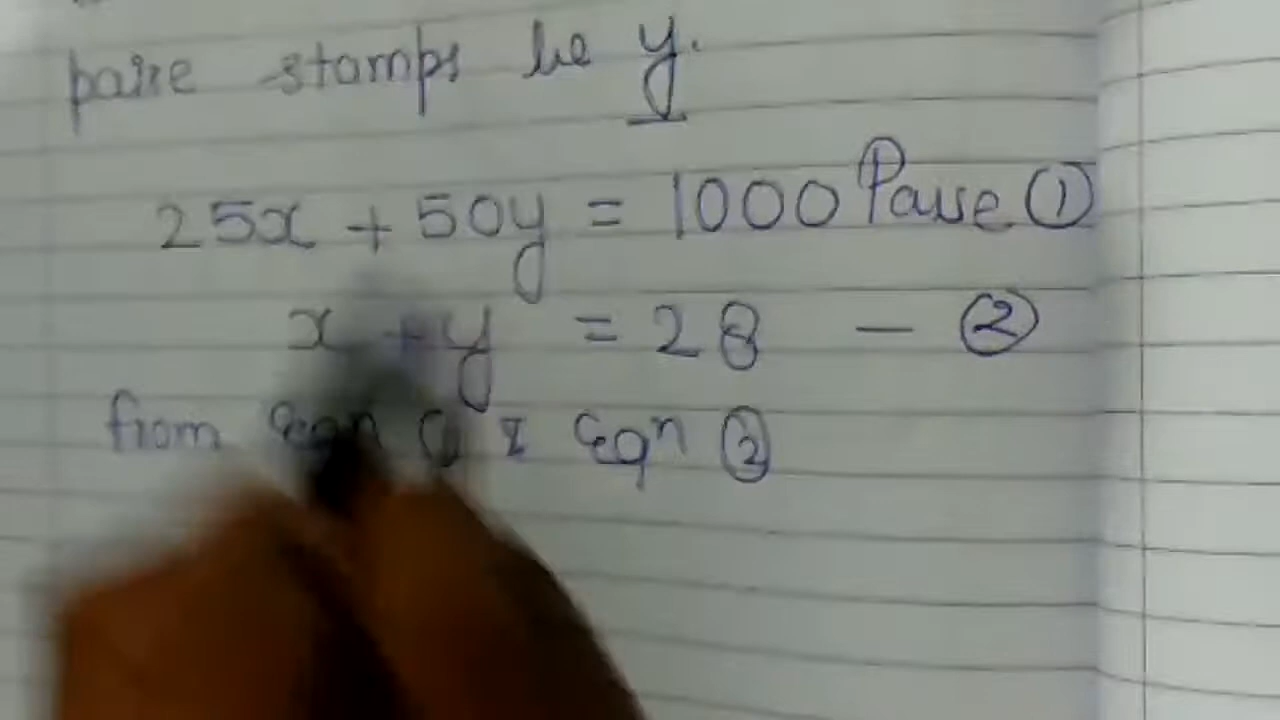 paise stamps be y.
25x + 50y = 1000 Paise ①
x + y = 28 - ②
from Eqn ① & Eqn ②